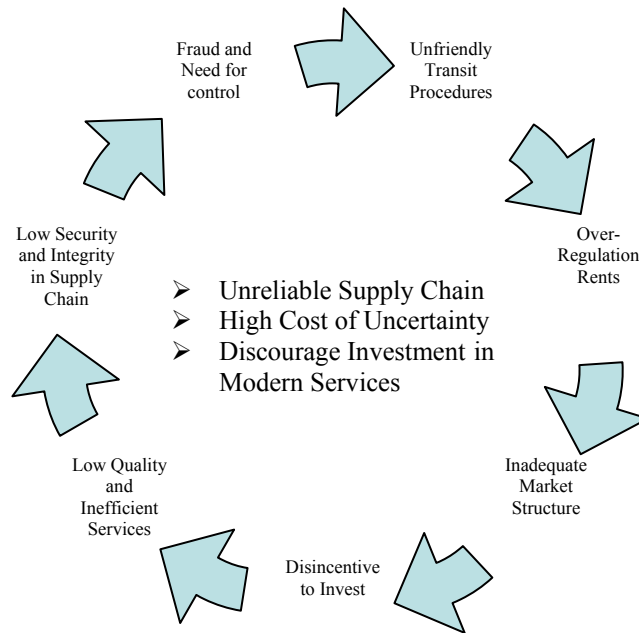 Fraud and
Need for
control
Unfriendly
Transit
Procedures
Over-
Regulation
Rents
Inadequate
Market
Structure
Disincentive
to Invest
Low Quality
and
Inefficient
Services
Low Security
and Integrity
in Supply
Chain
➢ Unreliable Supply Chain
➢ High Cost of Uncertainty
➢ Discourage Investment in
Modern Services